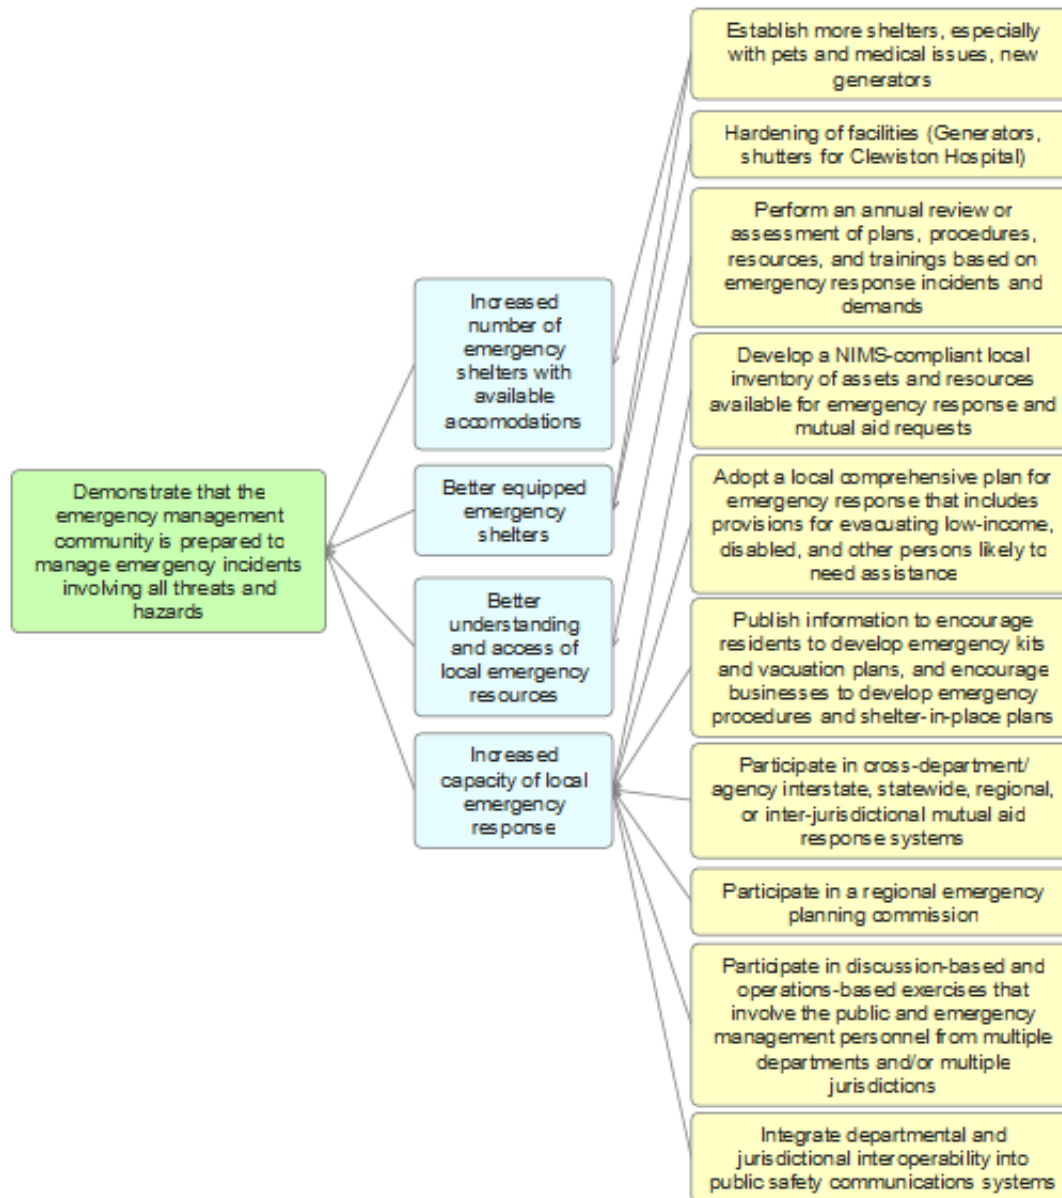 Demonstrate that the
emergency management
community is prepared to
manage emergency incidents
involving all threats and
hazards
Increased
number of
emergency
shelters with
available
accomodations
Better equipped
emergency
shelters
Better
understanding
and access of
local emergency
resources
Increased
capacity of local
emergency
response
Establish more shelters, especially
with pets and medical issues, new
generators
Hardening of facilities (Generators,
shutters for Clewiston Hospital)
Perform an annual review or
assessment of plans, procedures,
resources, and trainings based on
emergency response incidents and
demands
Develop a NIMS-compliant local
inventory of assets and resources
available for emergency response and
mutual aid requests
Adopt a local comprehensive plan for
emergency response that includes
provisions for evacuating low-income,
disabled, and other persons likely to
need assistance
Publish information to encourage
residents to develop emergency kits
and vacuation plans, and encourage
businesses to develop emergency
procedures and shelter-in-place plans
Participate in cross-department/
agency interstate, statewide, regional,
or inter-jurisdictional mutual aid
response systems
Participate in a regional emergency
planning commission
Participate in discussion-based and
operations-based exercises that
involve the public and emergency
management personnel from multiple
departments and/or multiple
jurisdictions
Integrate departmental and
jurisdictional interoperability into
public safety communications systems